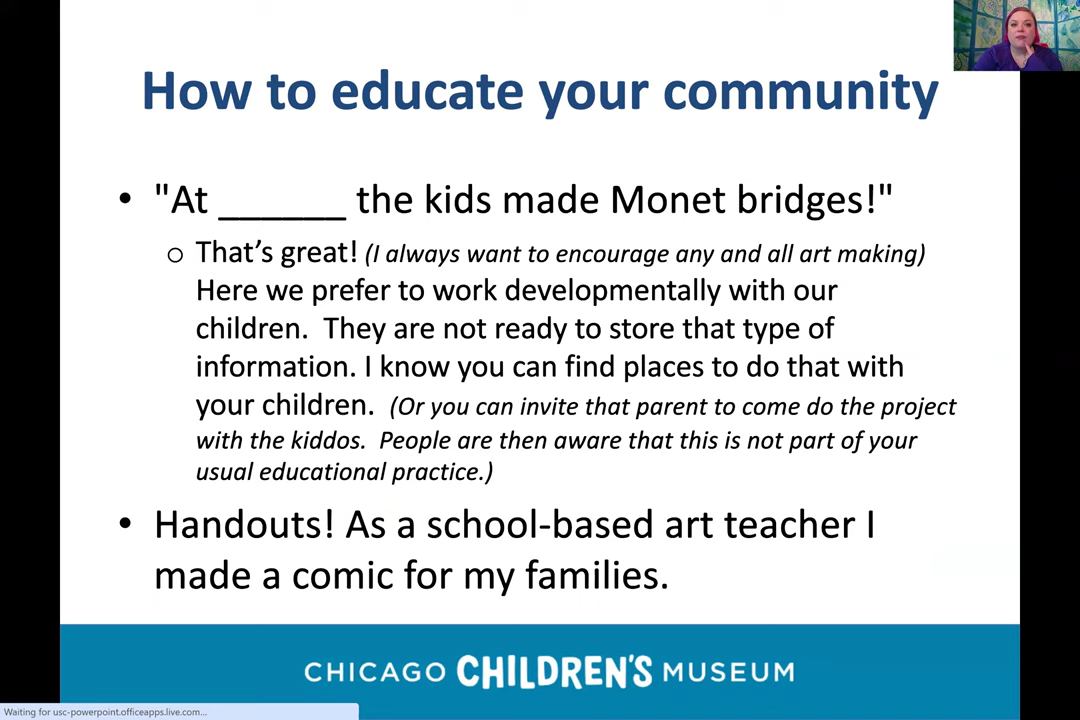 How to educate your community
• "At ______ the kids made Monet bridges!"
o That's great! (I always want to encourage any and all art making)
Here we prefer to work developmentally with our
children.  They are not ready to store that type of
information. I know you can find places to do that with
your children.  (Or you can invite that parent to come do the project
with the kiddos.  People are then aware that this is not part of your
usual educational practice.)
• Handouts! As a school-based art teacher I
made a comic for my families.
CHICAGO CHILDREN'S MUSEUM
Waiting for usc-powerpoint.officeapps.live.com...